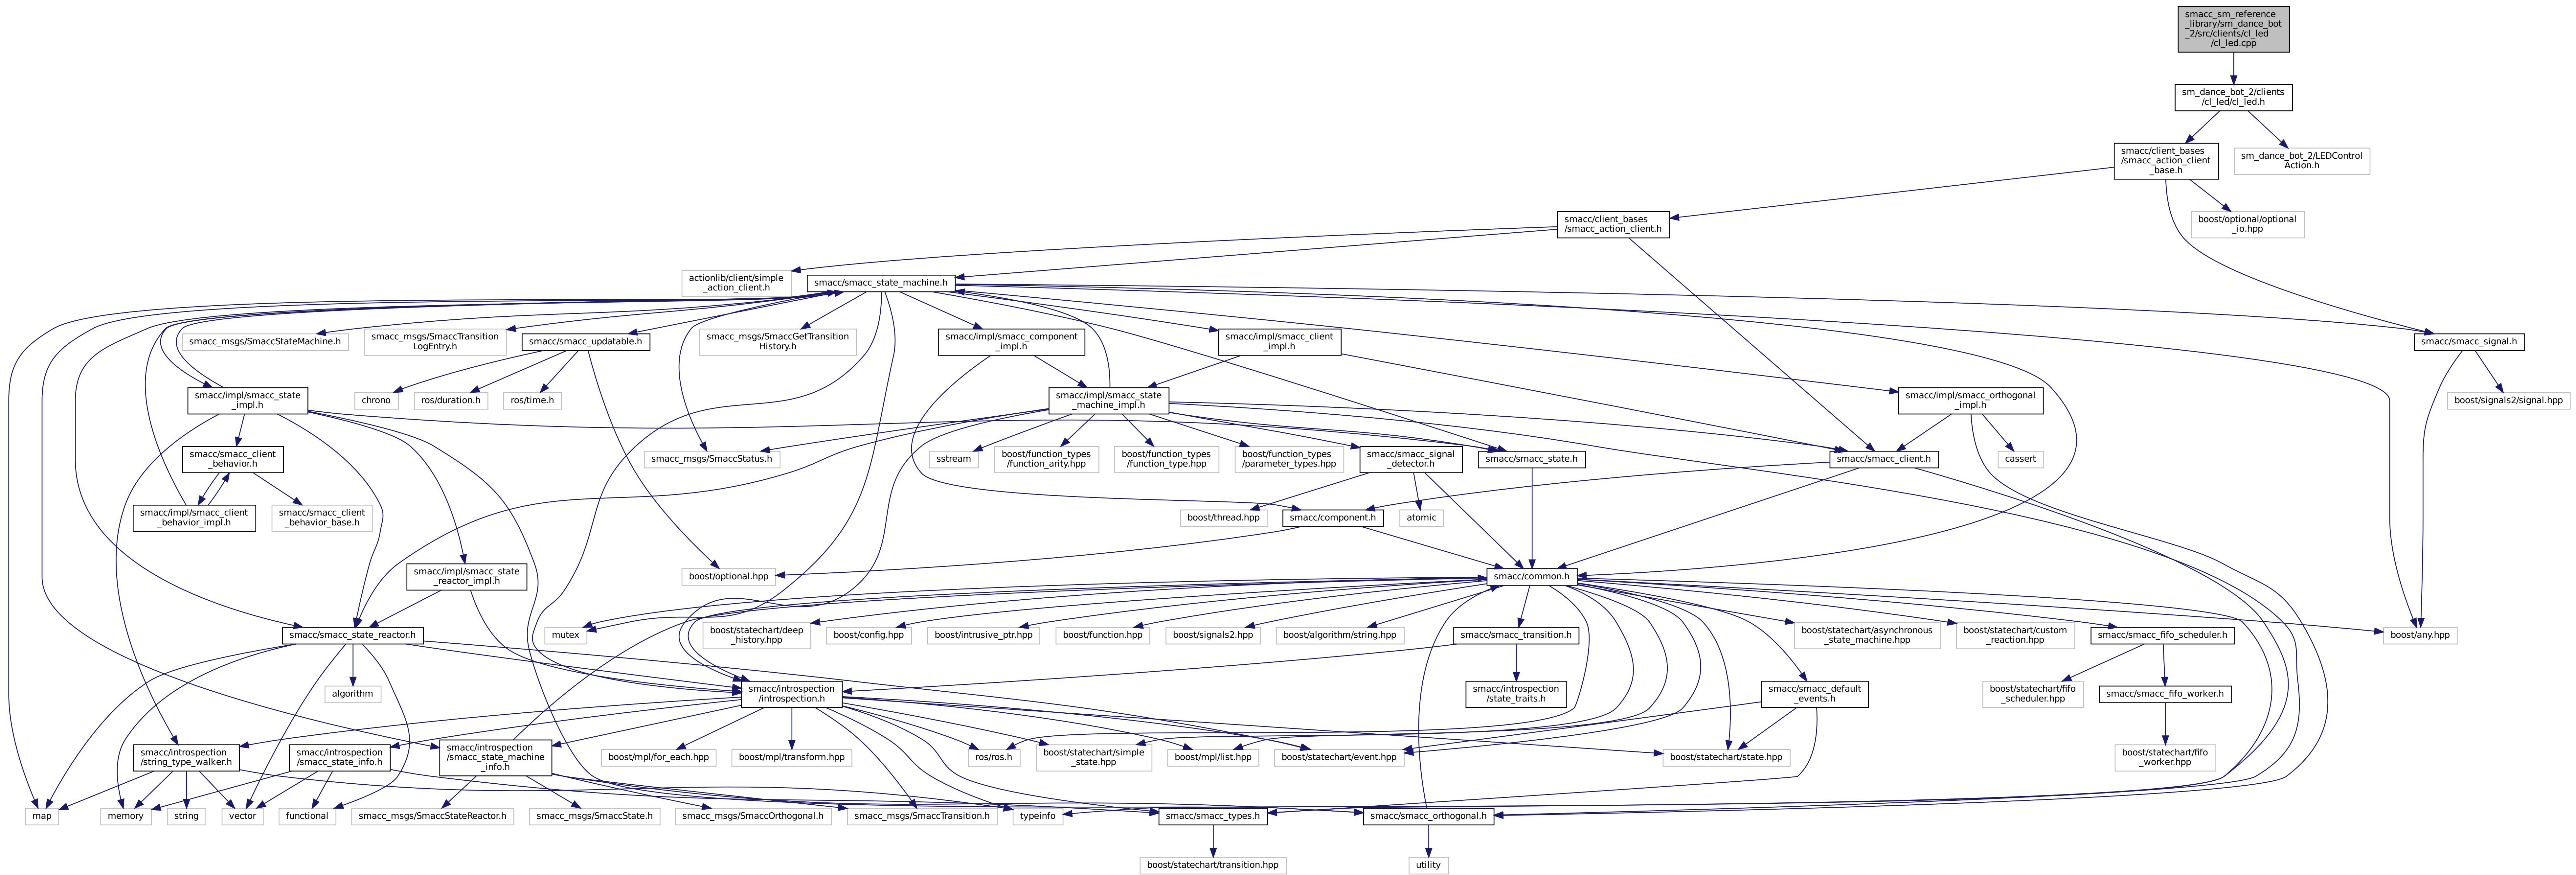 smacc_sm_reference
_library/sm_dance_bot
_2/src/clients/cl_led
/cl_led.cpp
sm_dance_bot_2/clients
/cl_led/cl_led.h
smacc/client_bases
/smacc_action_client
_base.h
sm_dance_bot_2/LEDControl
Action.h
smacc/client_bases
/smacc_action_client.h
boost/optional/optional
_io.hpp
actionlib/client/simple
_action_client.h
smacc/smacc_state_machine.h
smacc_msgs/SmaccStateMachine.h
smacc_msgs/SmaccTransition
LogEntry.h
smacc/smacc_updatable.h
smacc_msgs/SmaccGetTransition
History.h
smacc/impl/smacc_component
_impl.h
smacc/impl/smacc_client
_impl.h
smacc/smacc_signal.h
smacc/impl/smacc_state
_impl.h
chrono
ros/duration.h
ros/time.h
smacc/impl/smacc_state
_machine_impl.h
smacc/impl/smacc_orthogonal
_impl.h
boost/signals2/signal.hpp
smacc/smacc_client
_behavior.h
smacc_msgs/SmaccStatus.h
sstream
boost/function_types
/function_arity.hpp
boost/function_types
/function_type.hpp
boost/function_types
/parameter_types.hpp
smacc/smacc_signal
_detector.h
smacc/smacc_state.h
smacc/smacc_client.h
cassert
smacc/impl/smacc_client
_behavior_impl.h
smacc/smacc_client
_behavior_base.h
boost/thread.hpp
smacc/component.h
atomic
smacc/impl/smacc_state
_reactor_impl.h
boost/optional.hpp
smacc/common.h
smacc/smacc_state_reactor.h
mutex
boost/statechart/deep
_history.hpp
boost/config.hpp
boost/intrusive_ptr.hpp
boost/function.hpp
boost/signals2.hpp
boost/algorithm/string.hpp
smacc/smacc_transition.h
boost/statechart/asynchronous
_state_machine.hpp
boost/statechart/custom
_reaction.hpp
smacc/smacc_fifo_scheduler.h
boost/any.hpp
algorithm
smacc/introspection
/introspection.h
smacc/introspection
/state_traits.h
smacc/smacc_default
_events.h
boost/statechart/fifo
_scheduler.hpp
smacc/smacc_fifo_worker.h
smacc/introspection
/string_type_walker.h
smacc/introspection
/smacc_state_info.h
smacc/introspection
/smacc_state_machine
_info.h
boost/mpl/for_each.hpp
boost/mpl/transform.hpp
ros/ros.h
boost/statechart/simple
_state.hpp
boost/mpl/list.hpp
boost/statechart/event.hpp
boost/statechart/state.hpp
boost/statechart/fifo
_worker.hpp
map
memory
string
vector
functional
smacc_msgs/SmaccStateReactor.h
smacc_msgs/SmaccState.h
smacc_msgs/SmaccOrthogonal.h
smacc_msgs/SmaccTransition.h
typeinfo
smacc/smacc_types.h
smacc/smacc_orthogonal.h
boost/statechart/transition.hpp
utility